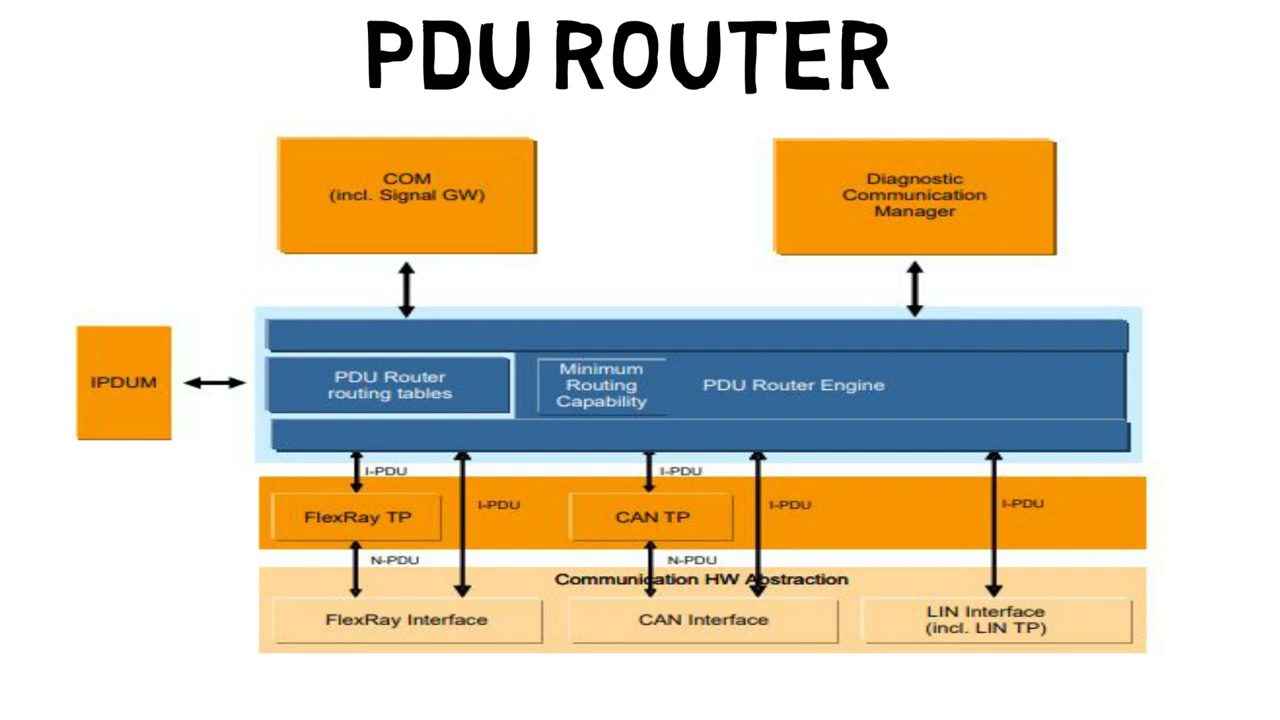 PDU ROUTER
COM
(incl. Signal GW)
Diagnostic
Communication
Manager
IPDUM
PDU Router
routing tables
Minimum
Routing
Capability
PDU Router Engine
I-PDU
I-PDU
I-PDU
I-PDU
I-PDU
FlexRay TP
CAN TP
N-PDU
N-PDU
Communication HW Abstraction
FlexRay Interface
CAN Interface
LIN Interface
(incl. LIN TP)